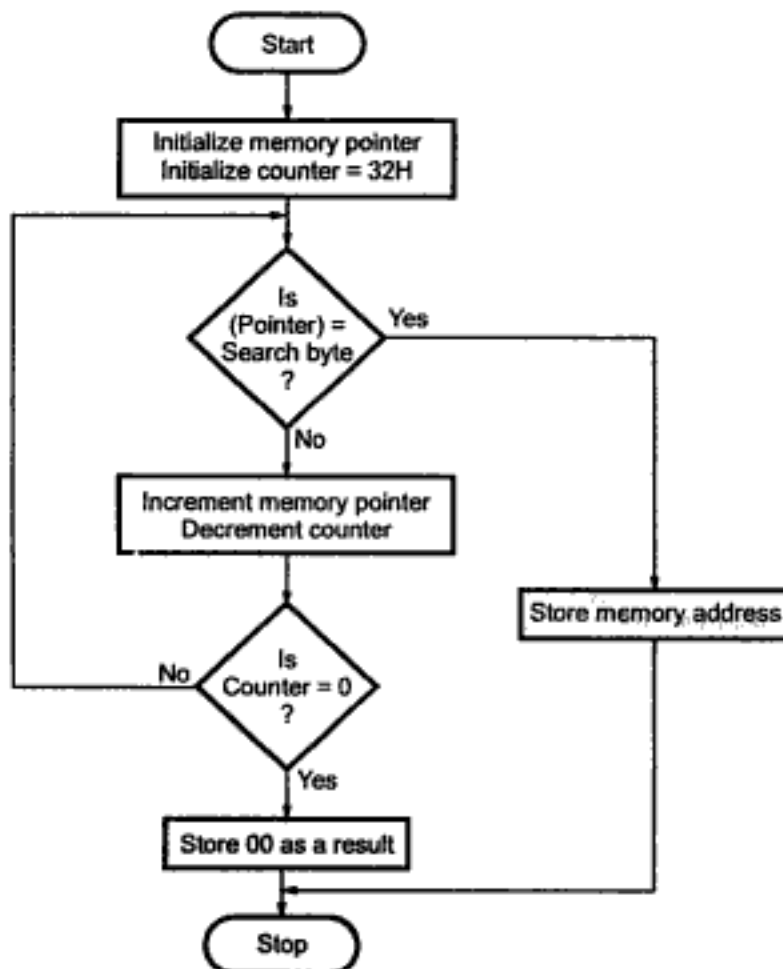 Start
Initialize memory pointer
Initialize counter = 32H
Is
(Pointer) =
Search byte
?
Yes
No
Increment memory pointer
Decrement counter
Store memory address
Is
Counter = 0
?
No
Yes
Store 00 as a result
Stop